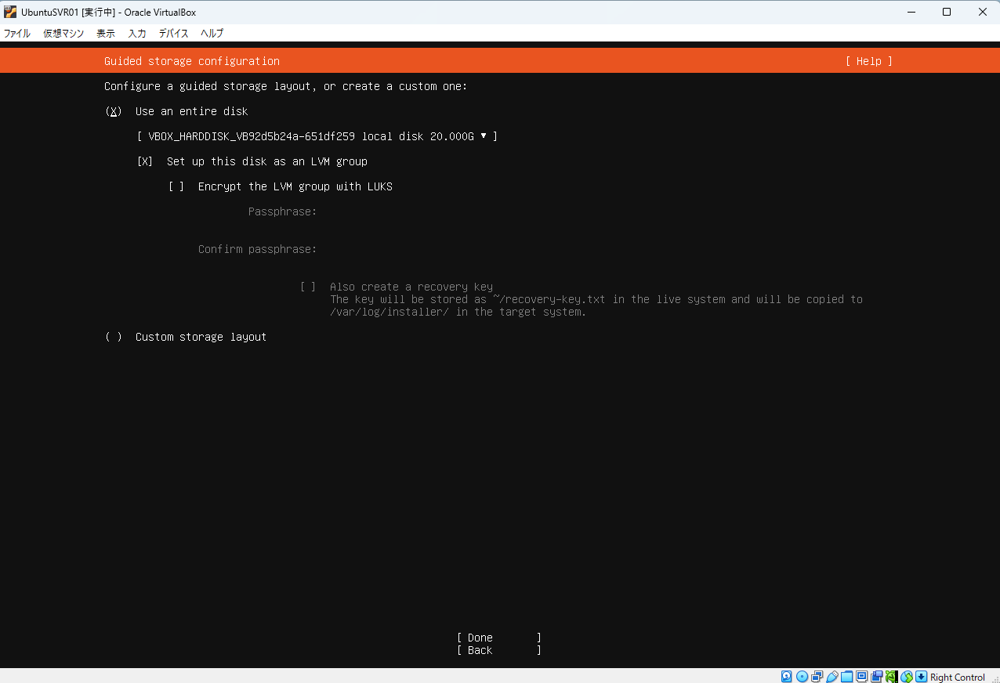 UbuntuSVR01 [実行中] - Oracle VirtualBox
ファイル 仮想マシン 表示 入力 デバイス ヘルプ
Guided storage configuration [ Help ]
Configure a guided storage layout, or create a custom one:
(X) Use an entire disk
[ VBOX_HARDDISK_VB92d5b24a-651df259 local disk 20.000G ▾ ]
[X] Set up this disk as an LVM group
[ ] Encrypt the LVM group with LUKS
Passphrase:
Confirm passphrase:
[ ] Also create a recovery key
The key will be stored as ~/recovery-key.txt in the live system and will be copied to
/var/log/installer/ in the target system.
( ) Custom storage layout
[ Done ]
[ Back ]
Right Control